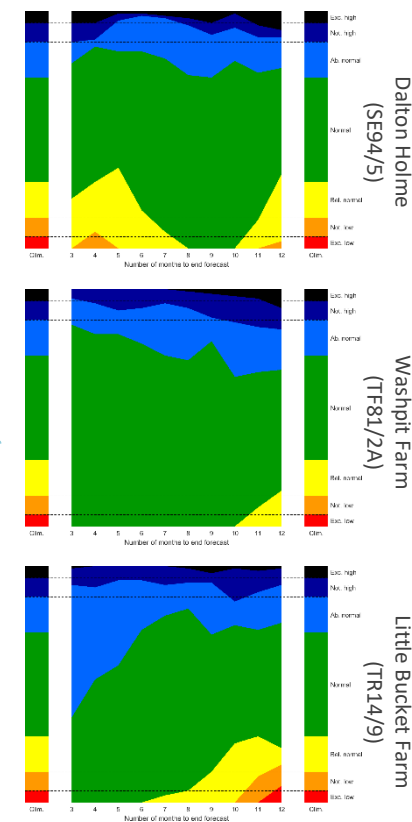 Exc. high
Not. high
Ab. normal
Normal
Bel. normal
Not. low
Exc. low
Clim.
3 4 5 6 7 8 9 10 11 12
Clim.
Number of months to end forecast
Dalton Holme
(SE94/5)
Exc. high
Not. high
Ab. normal
Normal
Bel. normal
Not. low
Exc. low
Clim.
3 4 5 6 7 8 9 10 11 12
Clim.
Number of months to end forecast
Washpit Farm
(TF81/2A)
Exc. high
Not. high
Ab. normal
Normal
Bel. normal
Not. low
Exc. low
Clim.
3 4 5 6 7 8 9 10 11 12
Clim.
Number of months to end forecast
Little Bucket Farm
(TR14/9)